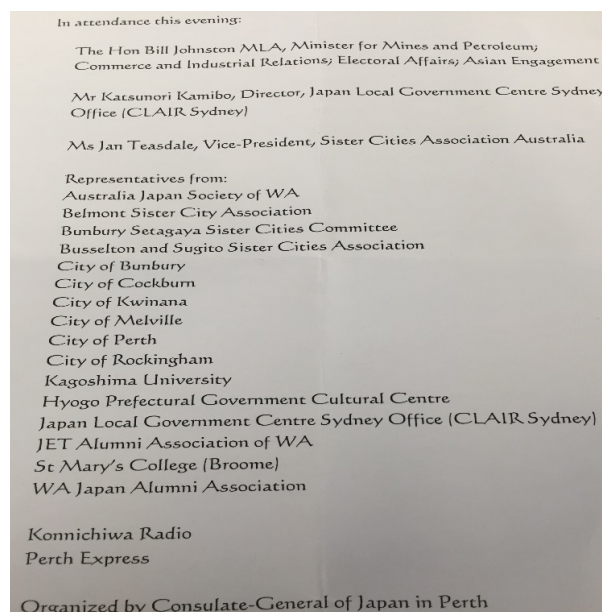 In attendance this evening:
The Hon Bill Johnston MLA, Minister for Mines and Petroleum;
Commerce and Industrial Relations; Electoral Affairs; Asian Engagement
Mr Katsunori Kamibo, Director, Japan Local Government Centre Sydney
Office (CLAIR Sydney)
Ms Jan Teasdale, Vice-President, Sister Cities Association Australia
Representatives from:
Australia Japan Society of WA
Belmont Sister City Association
Bunbury Setagaya Sister Cities Committee
Busselton and Sugito Sister Cities Association
City of Bunbury
City of Cockburn
City of Kwinana
City of Melville
City of Perth
City of Rockingham
Kagoshima University
Hyogo Prefectural Government Cultural Centre
Japan Local Government Centre Sydney Office (CLAIR Sydney)
JET Alumni Association of WA
St Mary's College (Broome)
WA Japan Alumni Association
Konnichiwa Radio
Perth Express
Organized by Consulate-General of Japan in Perth